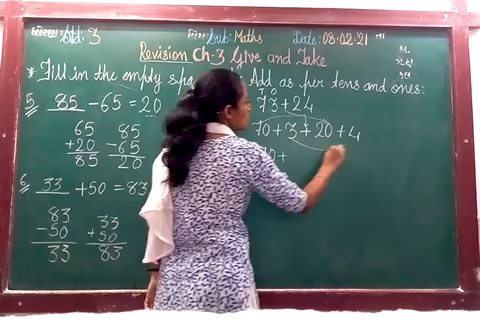 Std: 3 Sub: Maths Date: 08.02.21
Revision Ch-3 Give and Take
* Fill in the empty spa
5 85 - 65 = 20
65
+20
85
85
-65
20
6 33 + 50 = 83
83
-50
33
33
+50
83
Add as per tens and ones:
73 + 24
70 + 3 + 20 + 4
+